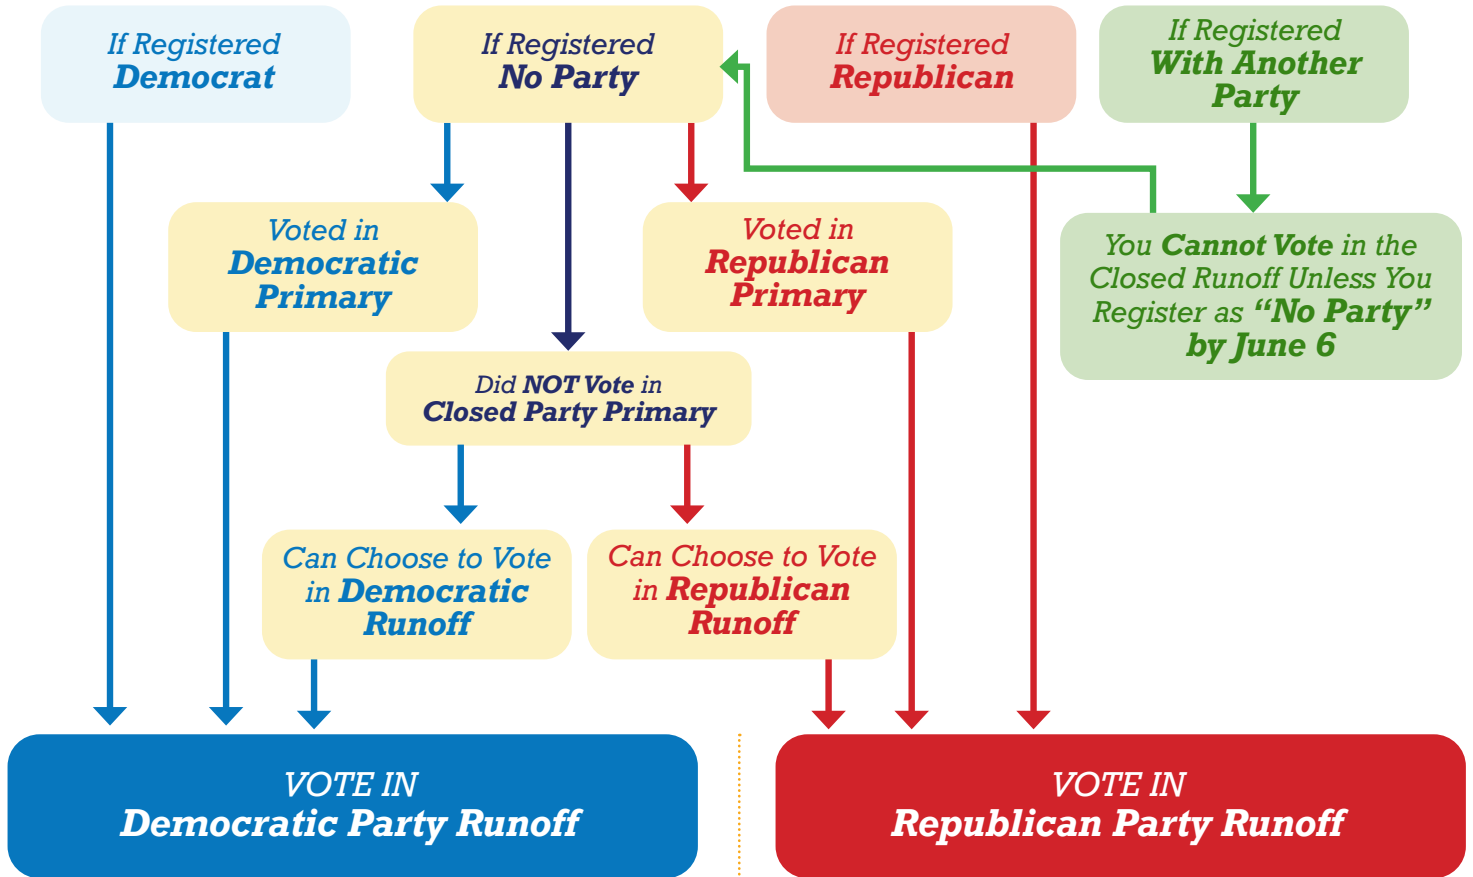 If Registered
Democrat
If Registered
No Party
If Registered
Republican
If Registered
With Another
Party
Voted in
Democratic
Primary
Voted in
Republican
Primary
You Cannot Vote in the
Closed Runoff Unless You
Register as “No Party”
by June 6
Did NOT Vote in
Closed Party Primary
Can Choose to Vote
in Democratic
Runoff
Can Choose to Vote
in Republican
Runoff
VOTE IN
Democratic Party Runoff
VOTE IN
Republican Party Runoff